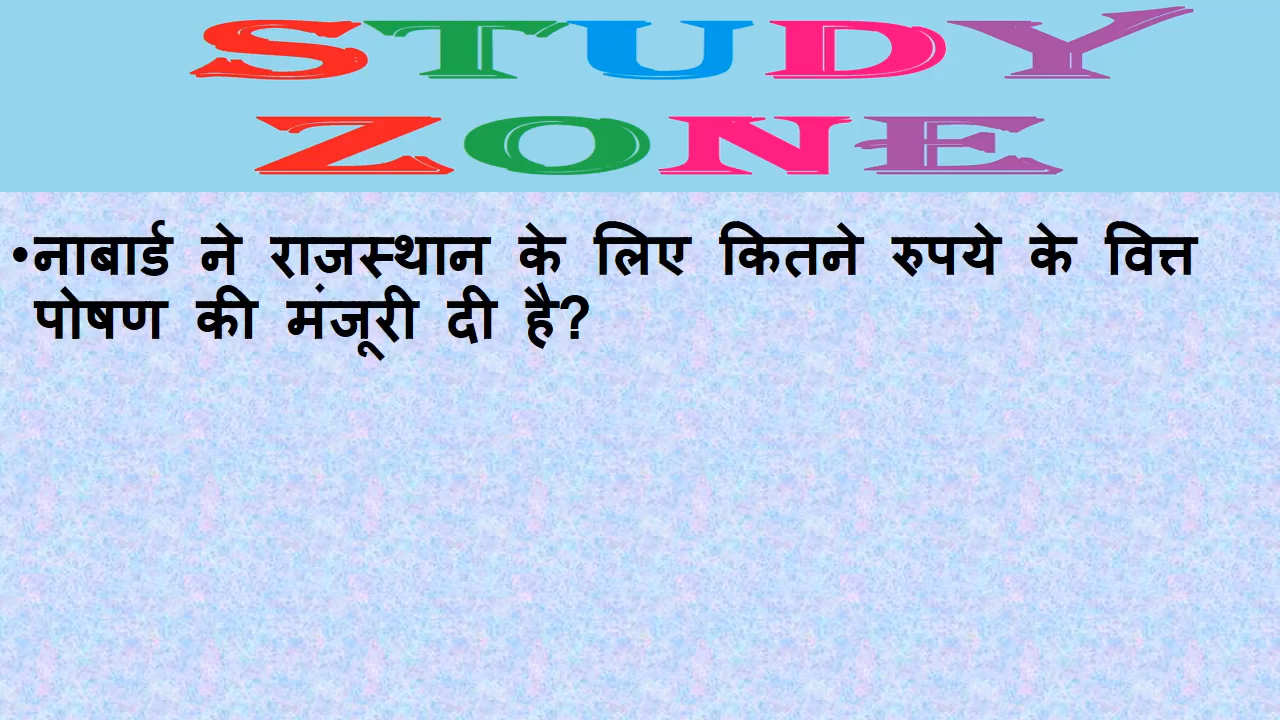 STUDY
ZONE
•नाबार्ड ने राजस्थान के लिए कितने रुपये के वित्त
पोषण की मंजूरी दी है?